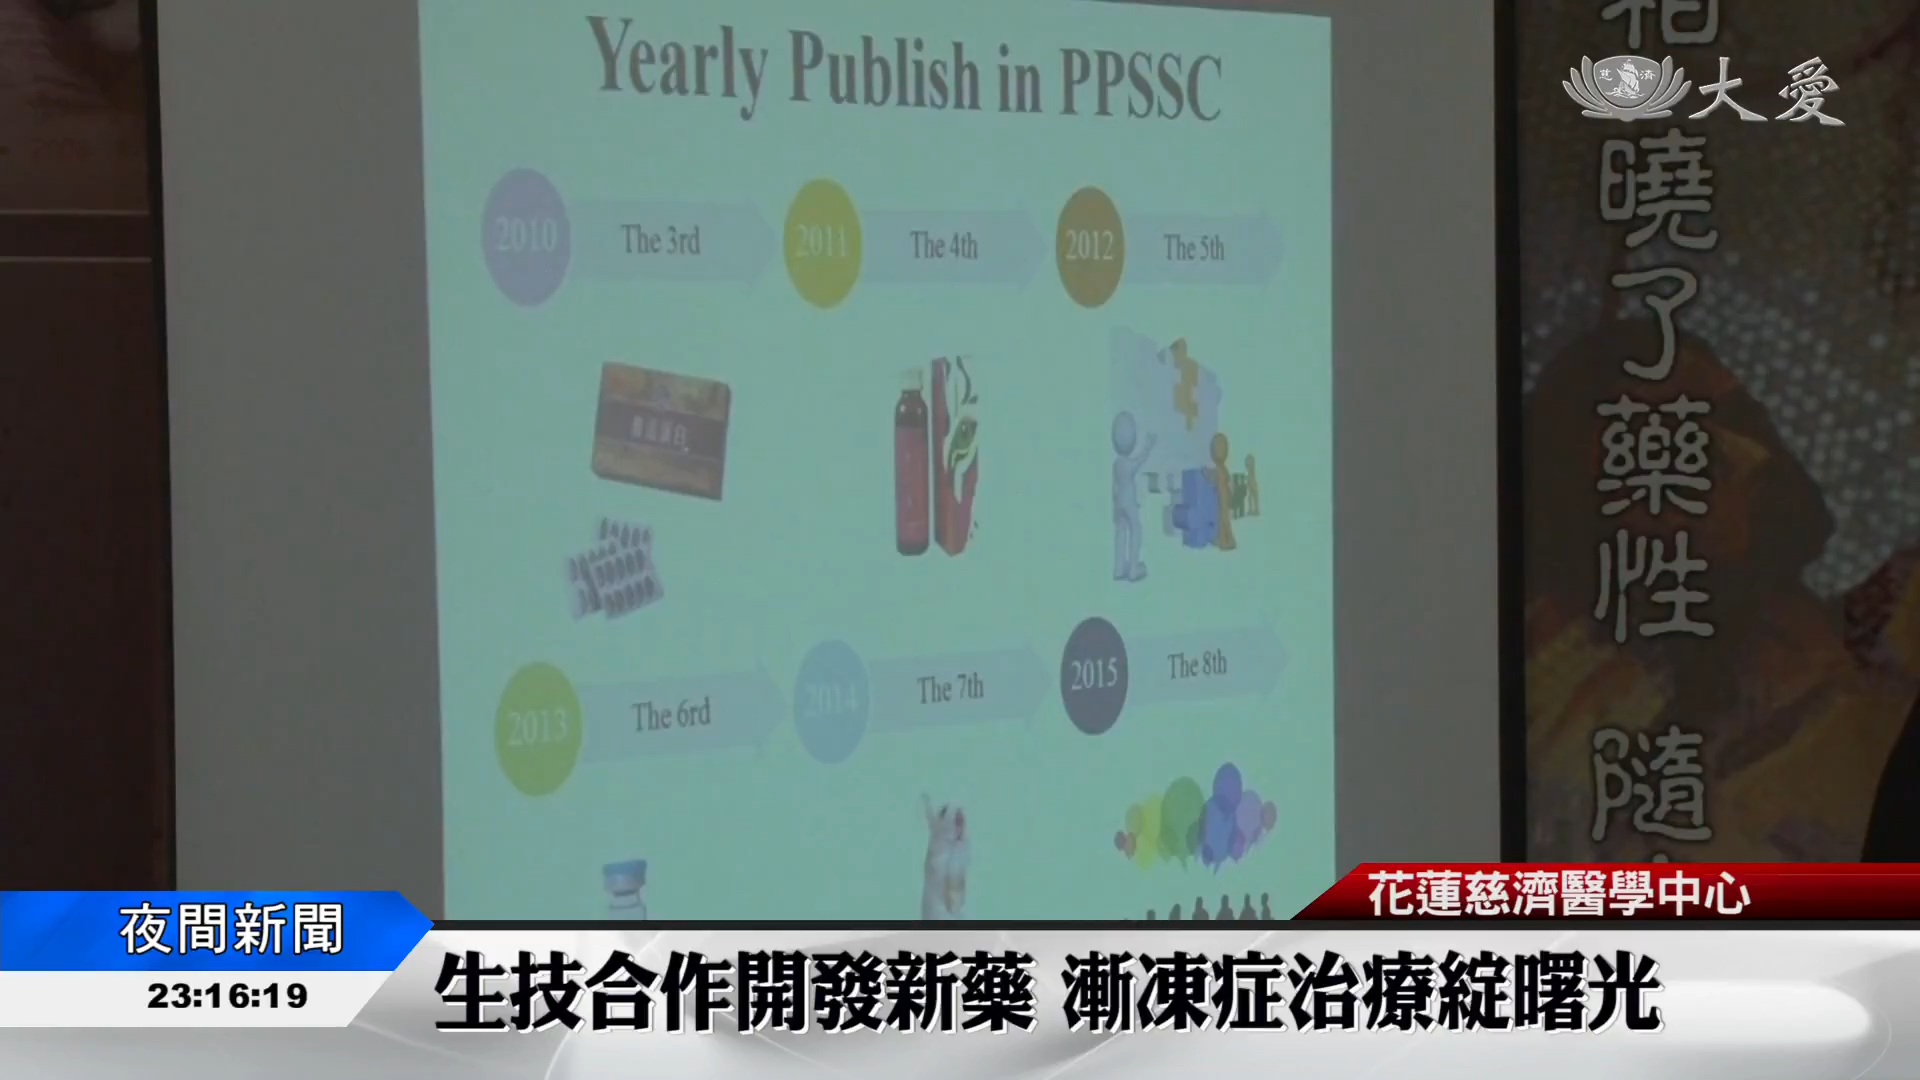 Yearly Publish in PPSSC
慈濟 大愛
2010 The 3rd
2011 The 4th
2012 The 5th
曉了藥性 隨
2013 The 6rd
2014 The 7th
2015 The 8th
花蓮慈濟醫學中心
夜間新聞
23:16:19
生技合作開發新藥 漸凍症治療綻曙光